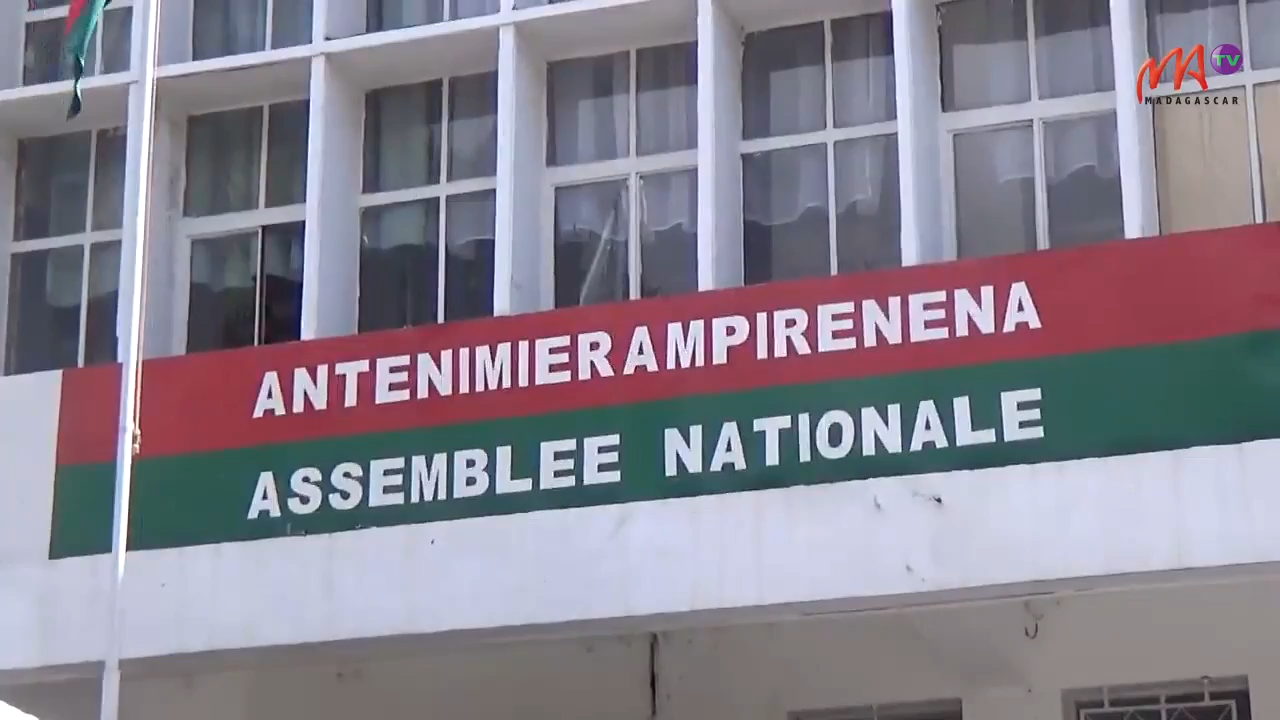 MA TV
MADAGASCAR
ANTENIMIERAMPIRENENA
ASSEMBLEE NATIONALE